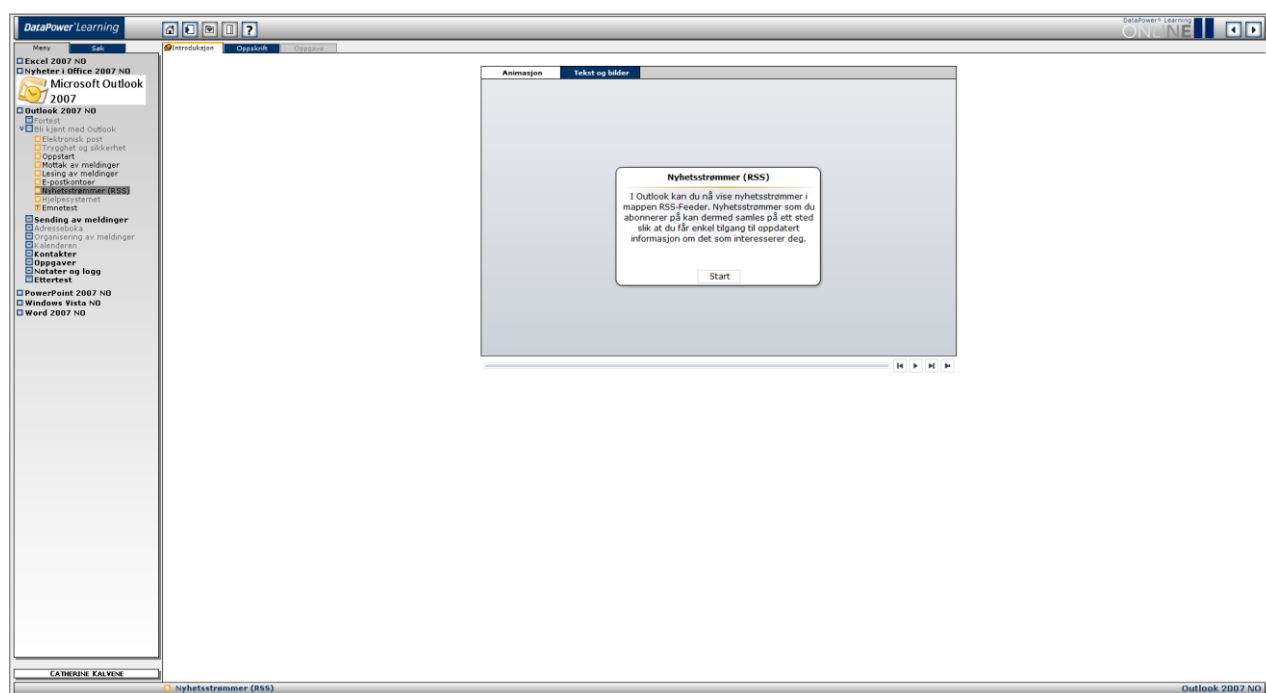 DataPower Learning
?
DataPower® Learning
ONLINE
Meny
Søk
Introduksjon
Oppskrift
Oppgave
Excel 2007 NO
Nyheter i Office 2007 NO
Microsoft Outlook
2007
Outlook 2007 NO
Fortest
Bli kjent med Outlook
Elektronisk post
Trygghet og sikkerhet
Oppstart
Mottak av meldinger
Lesing av meldinger
E-postkontoer
Nyhetsstrømmer (RSS)
Hjelpesystemet
Emnetest
Sending av meldinger
Adresseboka
Organisering av meldinger
Kalenderen
Kontakter
Oppgaver
Notater og logg
Ettertest
PowerPoint 2007 NO
Windows Vista NO
Word 2007 NO
CATHERINE KALVENE
Animasjon
Tekst og bilder
Nyhetsstrømmer (RSS)
I Outlook kan du nå vise nyhetsstrømmer i
mappen RSS-Feeder. Nyhetsstrømmer som du
abonnerer på kan dermed samles på ett sted
slik at du får enkel tilgang til oppdatert
informasjon om det som interesserer deg.
Start
Nyhetsstrømmer (RSS)
Outlook 2007 NO